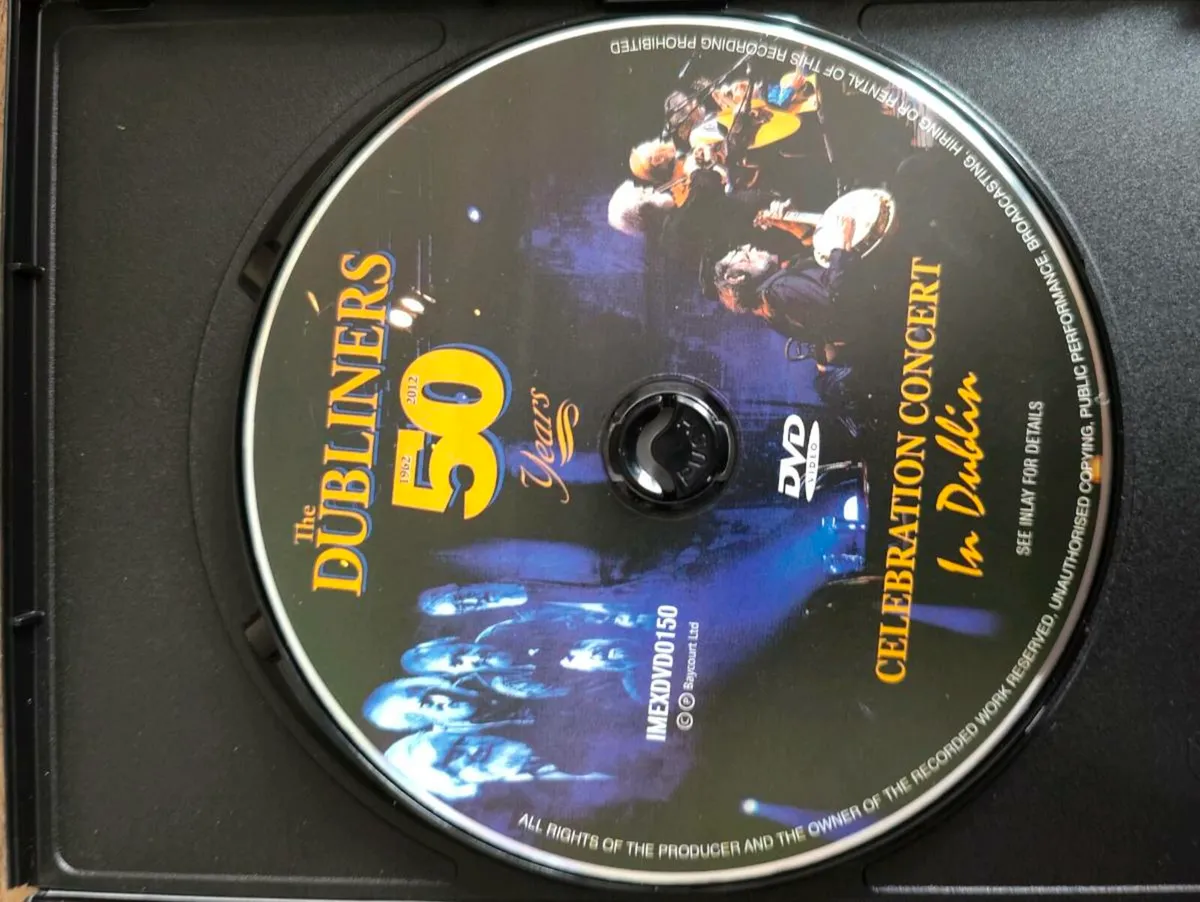 The
DUBLINERS
1962 2012
50
Years
IMEXDVD0150
© ℗ Baycourt Ltd
DVD
VIDEO
CELEBRATION CONCERT
In Dublin
SEE INLAY FOR DETAILS
ALL RIGHTS OF THE PRODUCER AND THE OWNER OF THE RECORDED WORK RESERVED. UNAUTHORISED COPYING, PUBLIC PERFORMANCE, BROADCASTING, HIRING OR RENTAL OF THIS RECORDING PROHIBITED